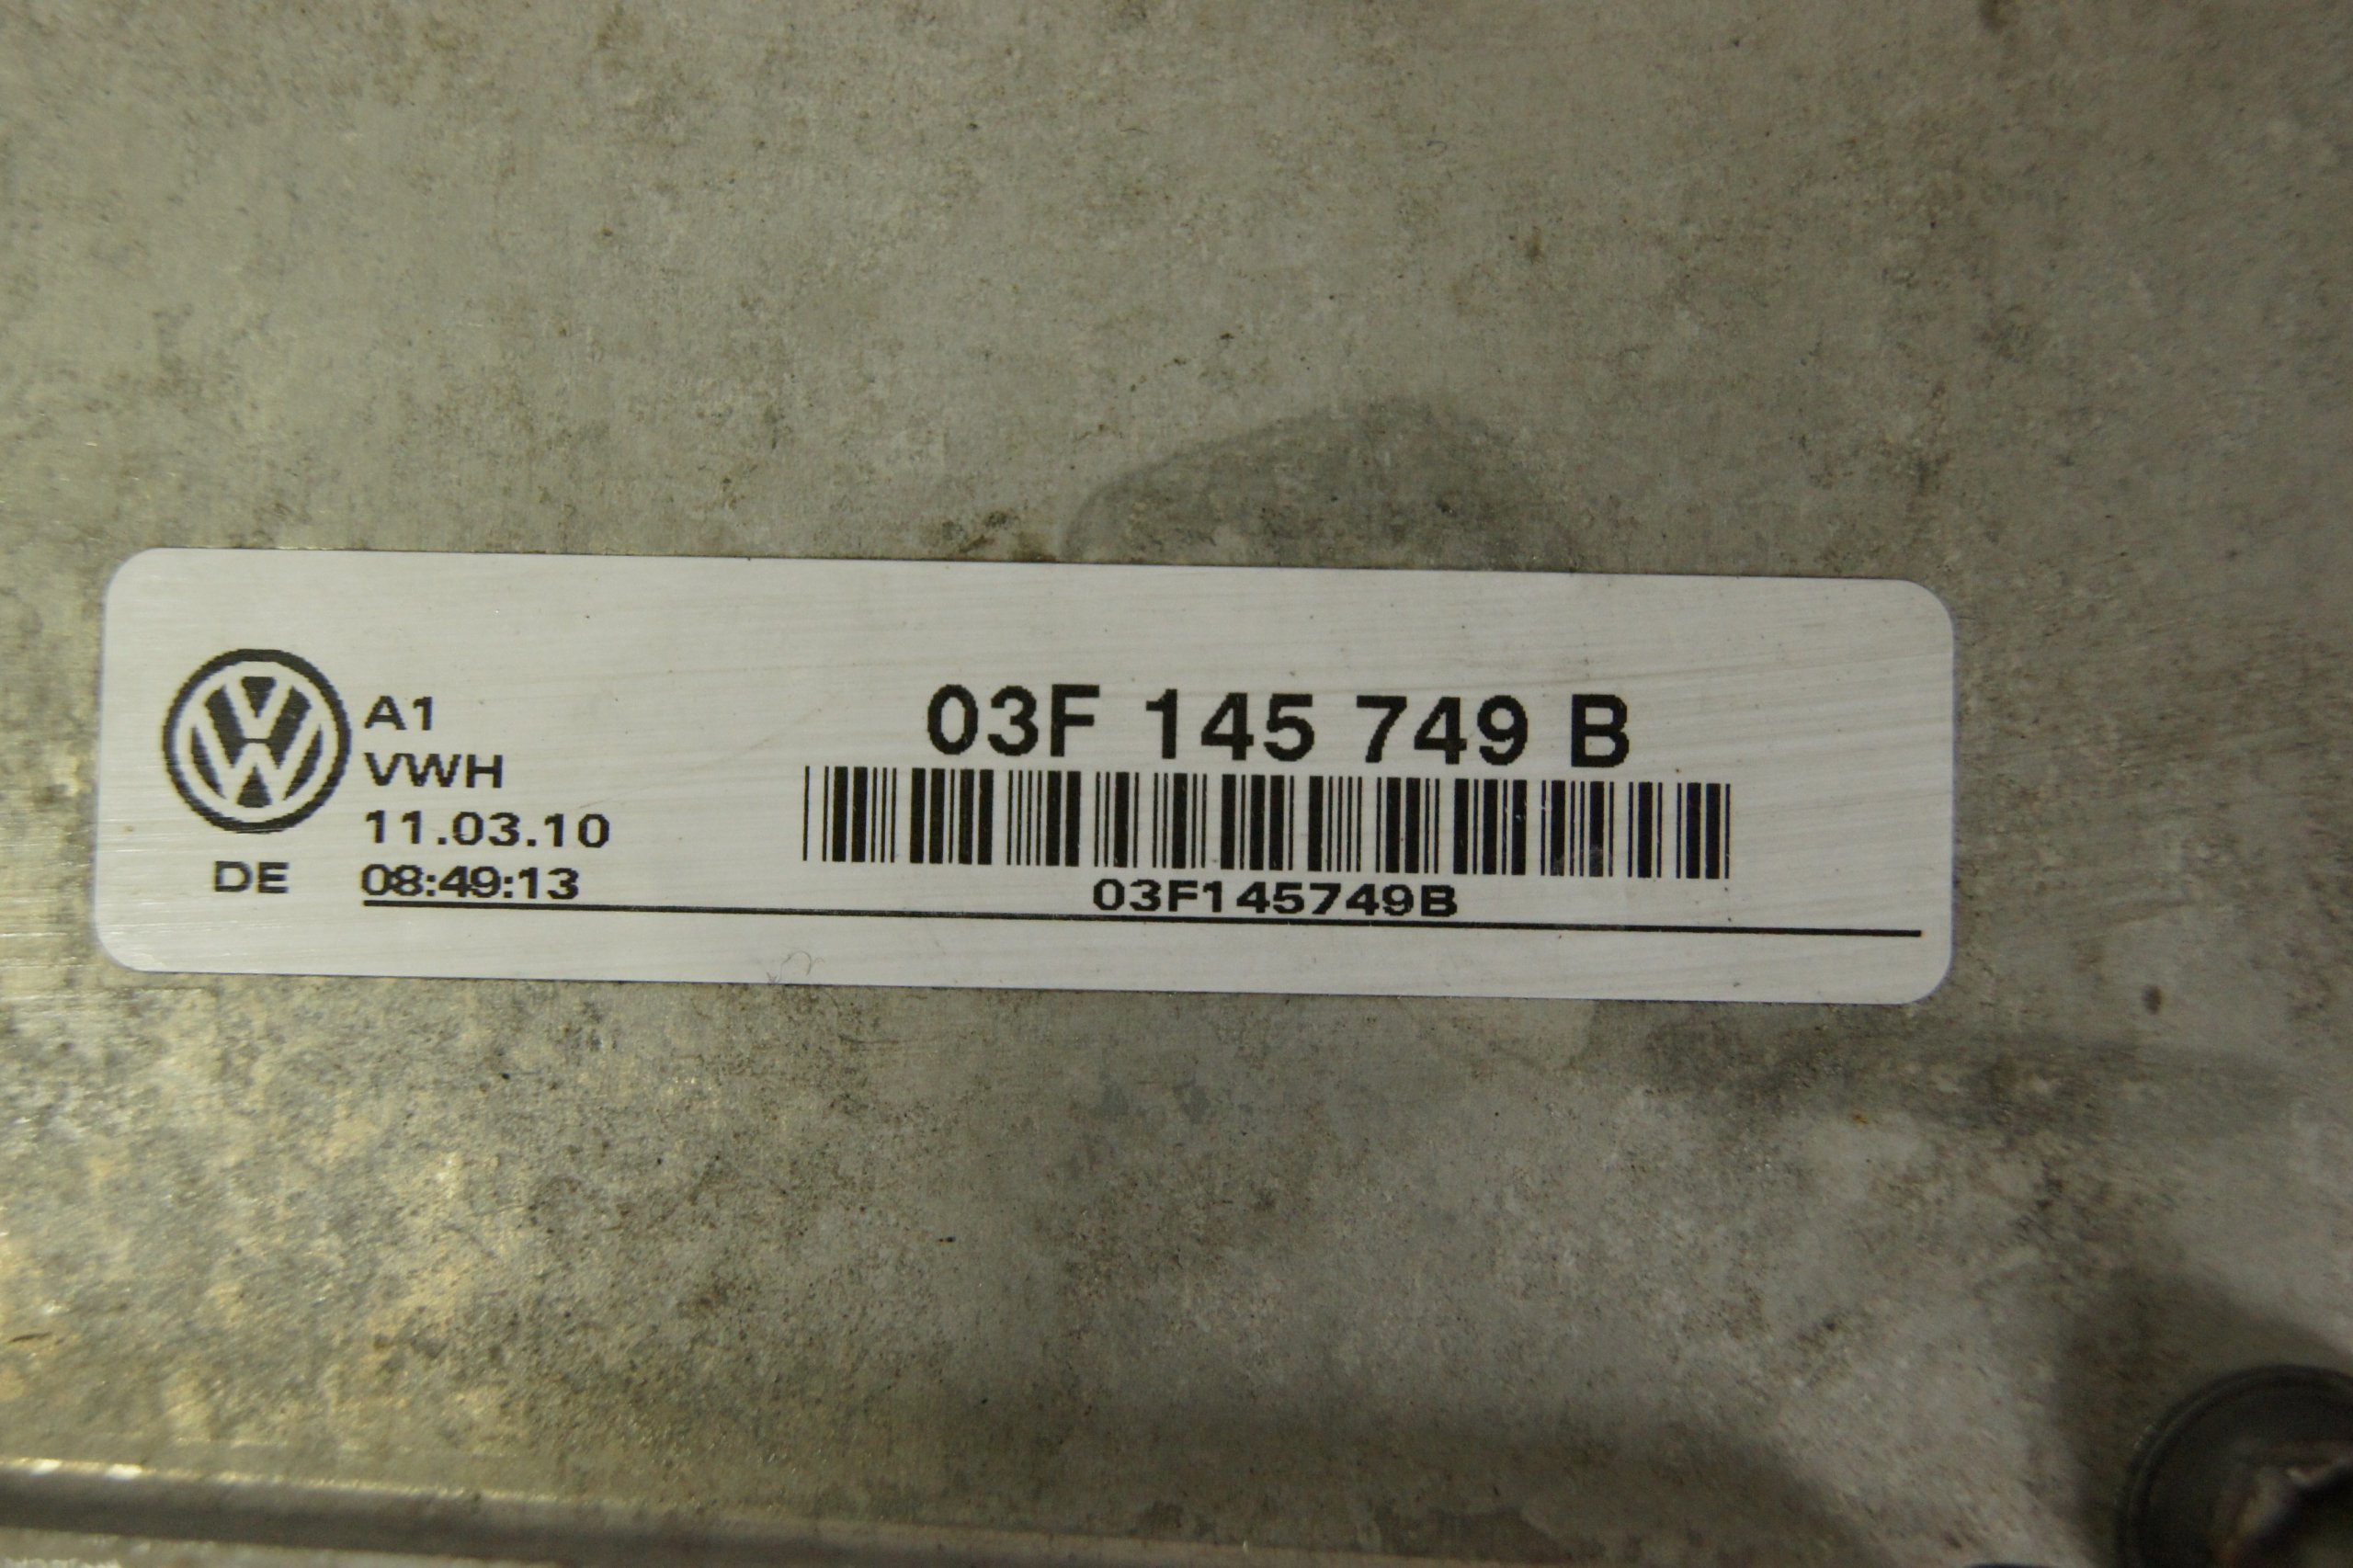 A1
VWH
11.03.10
DE 08:49:13
03F 145 749 B
03F145749B